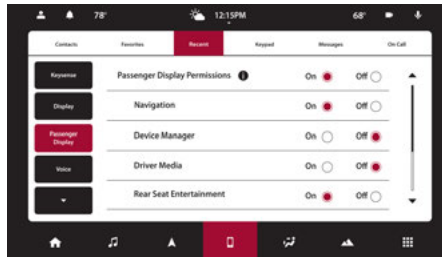 78° 12:15PM 68°
Contacts Favorites Recent Keypad Messages On Call
Keysense
Passenger Display Permissions i On Off
Display
Navigation On Off
Passenger
Display
Device Manager On Off
Voice
Driver Media On Off
Rear Seat Entertainment On Off